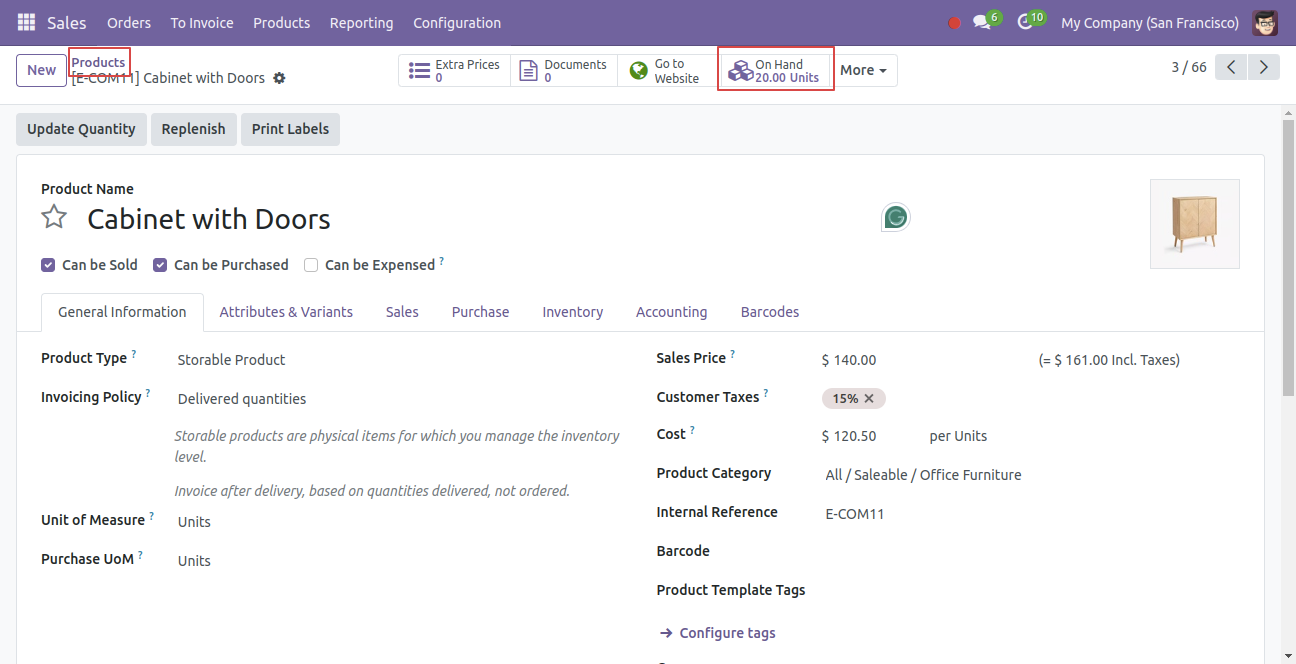 Sales Orders To Invoice Products Reporting Configuration 6 10 My Company (San Francisco)
New Products
[E-COM11] Cabinet with Doors
Extra Prices 0
Documents 0
Go to Website
On Hand 20.00 Units
More
3 / 66
Update Quantity Replenish Print Labels
Product Name
Cabinet with Doors
Can be Sold Can be Purchased Can be Expensed ?
General Information Attributes & Variants Sales Purchase Inventory Accounting Barcodes
Product Type ? Storable Product
Invoicing Policy ? Delivered quantities
Storable products are physical items for which you manage the inventory
level.
Invoice after delivery, based on quantities delivered, not ordered.
Unit of Measure ? Units
Purchase UoM ? Units
Sales Price ? $ 140.00 (= $ 161.00 Incl. Taxes)
Customer Taxes ? 15% ✕
Cost ? $ 120.50 per Units
Product Category All / Saleable / Office Furniture
Internal Reference E-COM11
Barcode
Product Template Tags
→ Configure tags